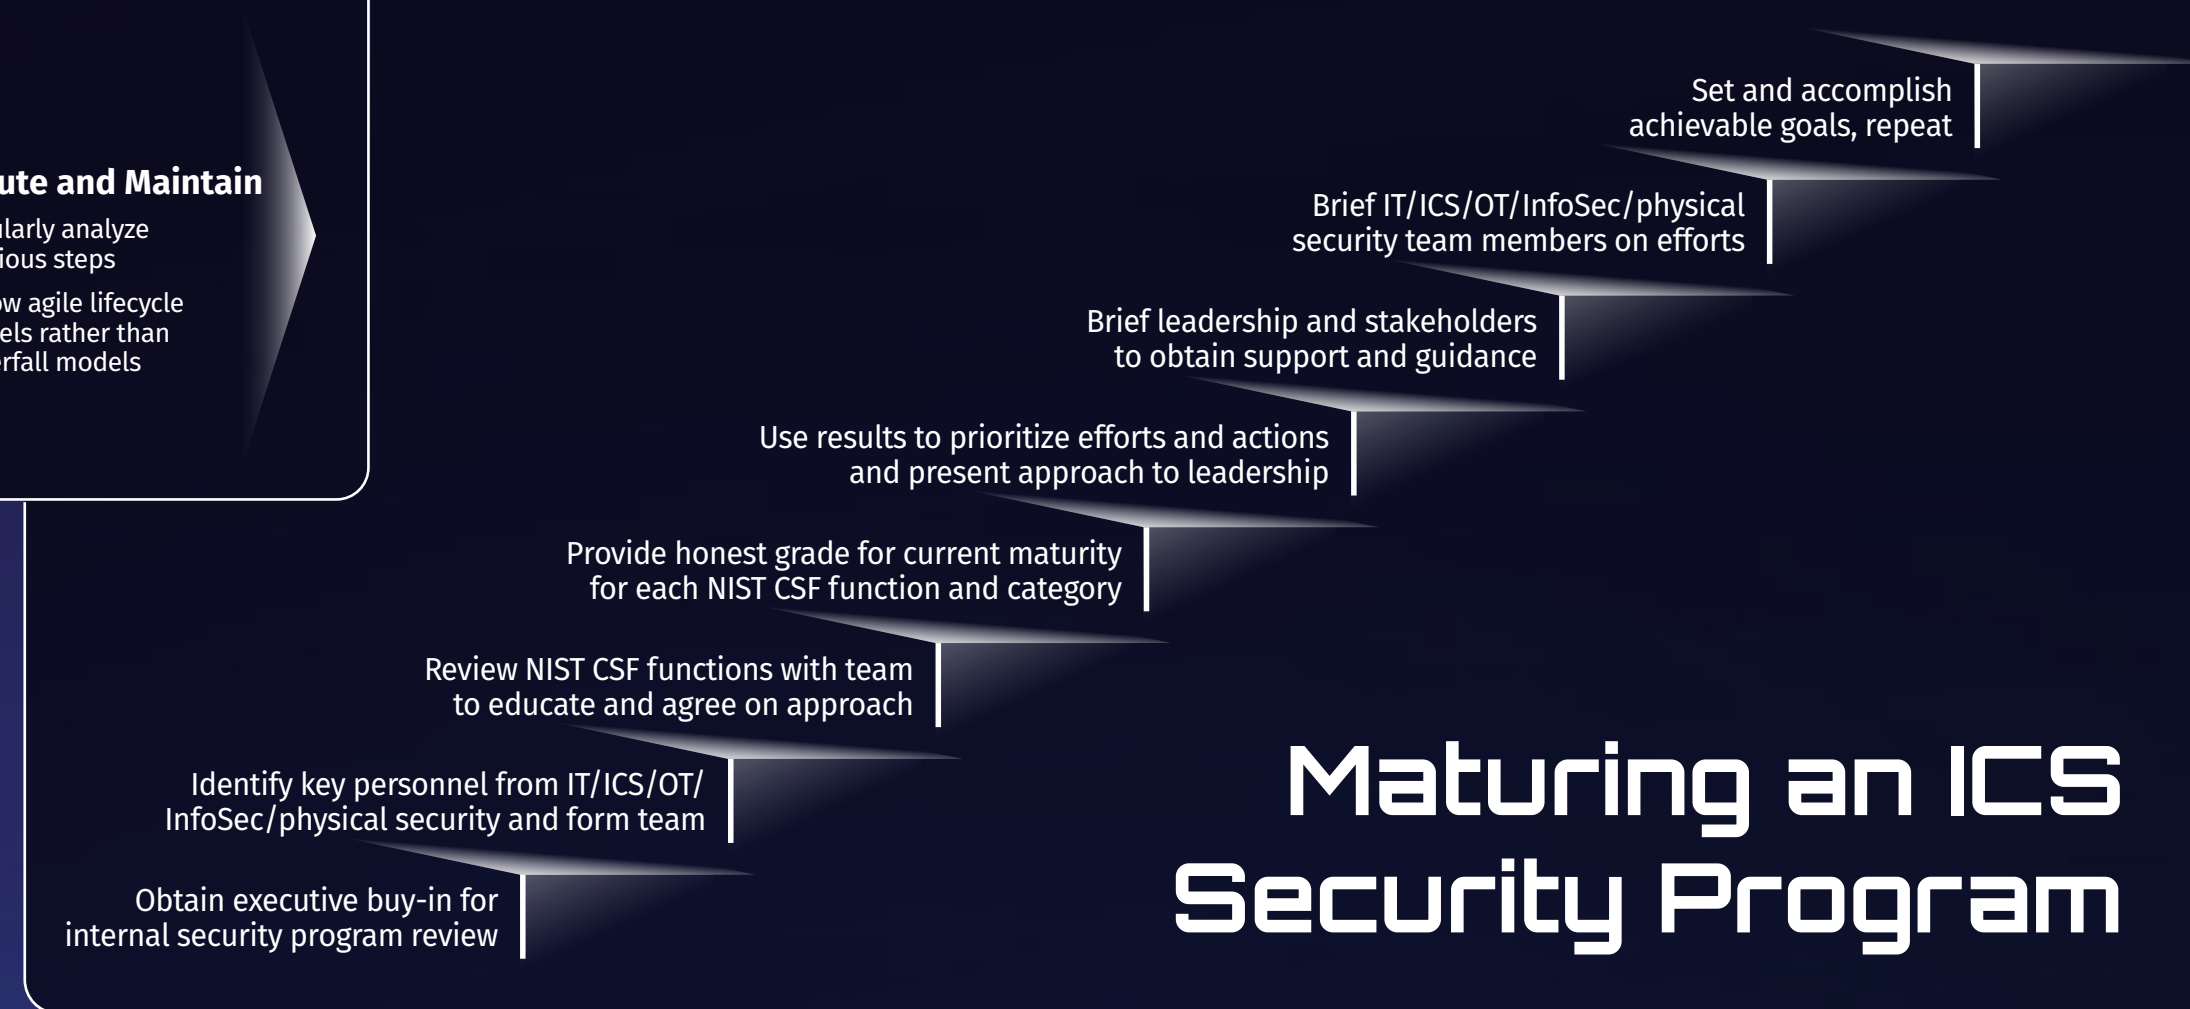 and Maintain
analyze
steps
agile lifecycle
rather than
models
Set and accomplish
achievable goals, repeat
Brief IT/ICS/OT/InfoSec/physical
security team members on efforts
Brief leadership and stakeholders
to obtain support and guidance
Use results to prioritize efforts and actions
and present approach to leadership
Provide honest grade for current maturity
for each NIST CSF function and category
Review NIST CSF functions with team
to educate and agree on approach
Identify key personnel from IT/ICS/OT/
InfoSec/physical security and form team
Obtain executive buy-in for
internal security program review
Maturing an ICS
Security Program